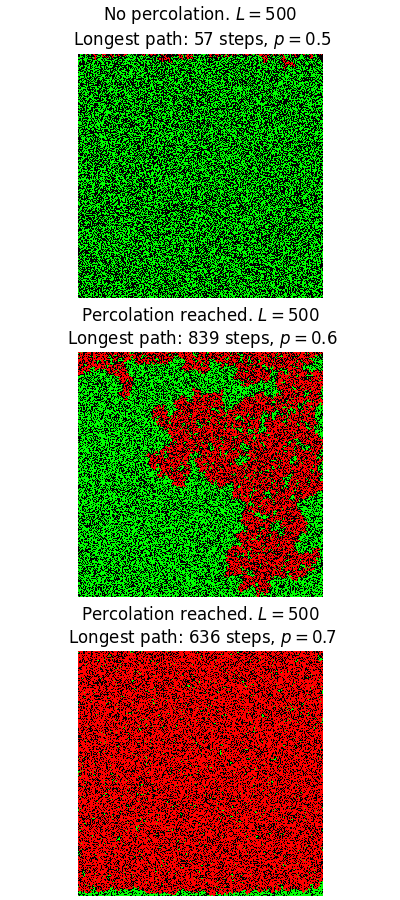 No percolation. L = 500
Longest path: 57 steps, p = 0.5
Percolation reached. L = 500
Longest path: 839 steps, p = 0.6
Percolation reached. L = 500
Longest path: 636 steps, p = 0.7